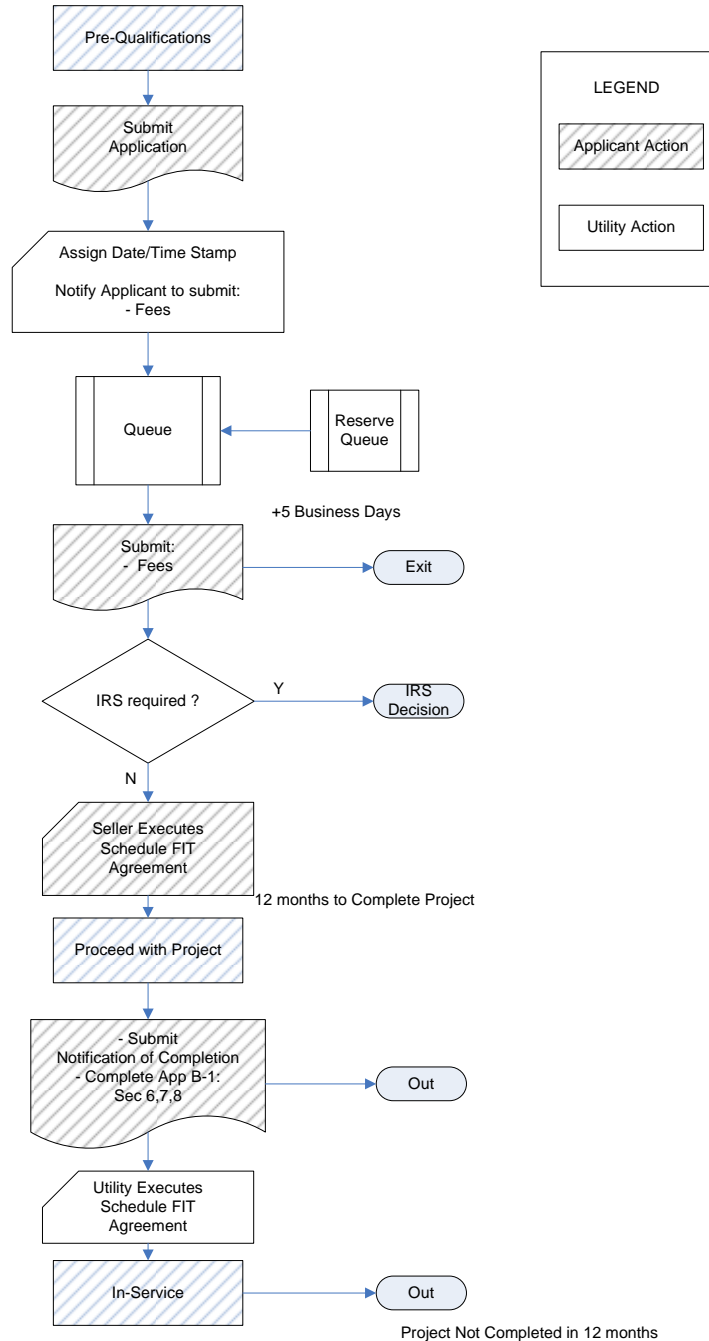 Pre-Qualifications
LEGEND
Applicant Action
Utility Action
Submit
Application
Assign Date/Time Stamp
Notify Applicant to submit:
- Fees
Queue
Reserve
Queue
+5 Business Days
Submit:
- Fees
Exit
IRS required ?
Y
IRS
Decision
N
Seller Executes
Schedule FIT
Agreement
12 months to Complete Project
Proceed with Project
- Submit
Notification of Completion
- Complete App B-1:
Sec 6,7,8
Out
Utility Executes
Schedule FIT
Agreement
In-Service
Out
Project Not Completed in 12 months